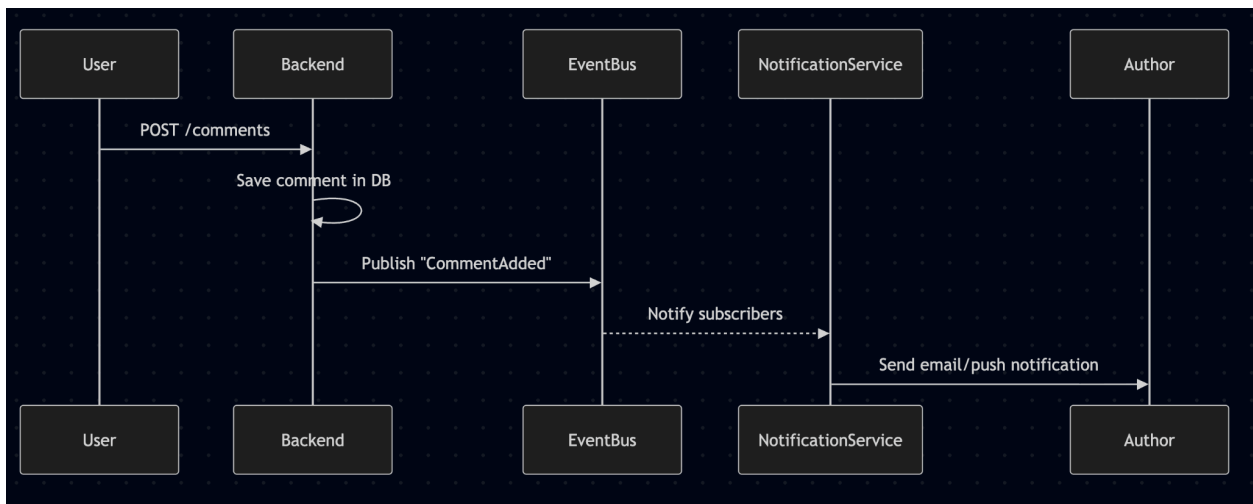 User
Backend
EventBus
NotificationService
Author
POST /comments
Save comment in DB
Publish "CommentAdded"
Notify subscribers
Send email/push notification
User
Backend
EventBus
NotificationService
Author